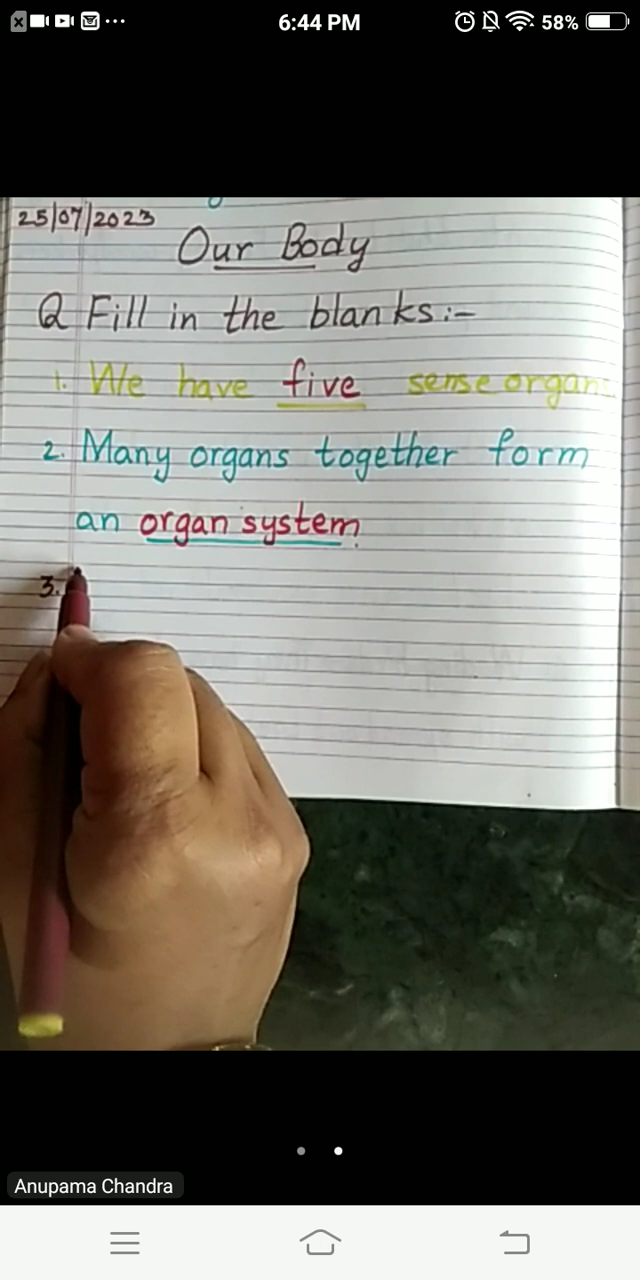 6:44 PM
58%
25/07/2023
Our Body
Q Fill in the blanks:-
1. We have five sense organs
2. Many organs together form
an organ system.
3.
Anupama Chandra